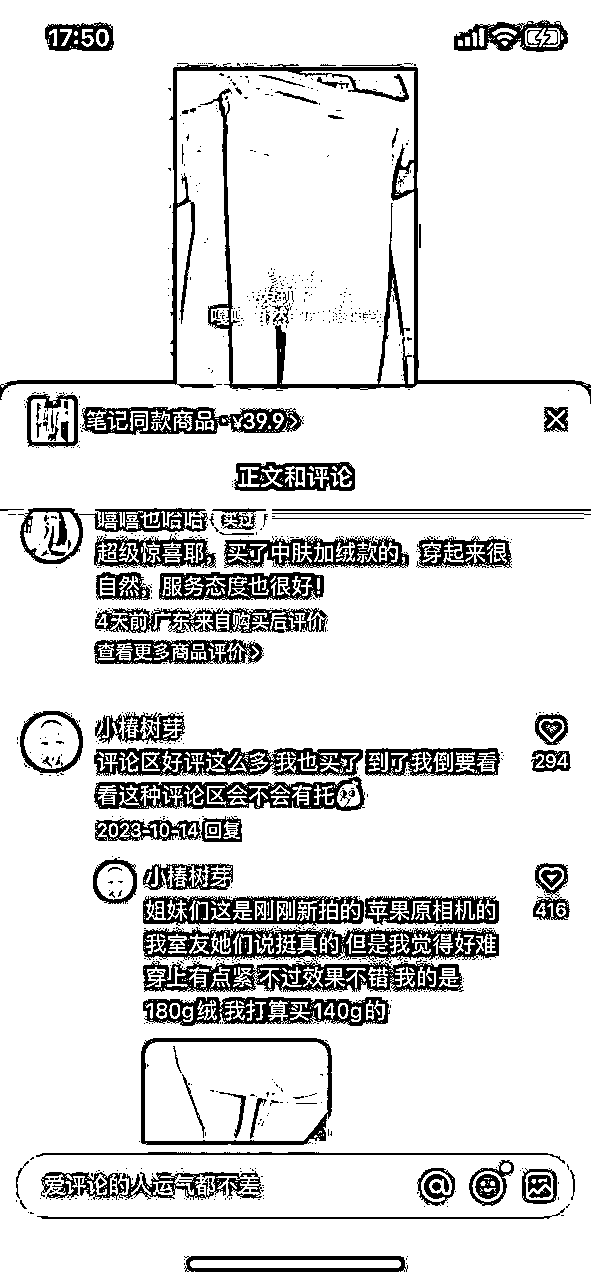 17:50
笔记同款商品·¥39.9>
正文和评论
嘻嘻也哈哈 买过
超级惊喜耶，买了中肤加绒款的，穿起来很
自然，服务态度也很好！
4天前 广东 来自购买后评价
查看更多商品评价>
小椿树芽
评论区好评这么多 我也买了 到了我倒要看
看这种评论区会不会有托
294
2023-10-14 回复
小椿树芽
姐妹们这是刚刚新拍的 苹果原相机的
416
我室友她们说挺真的 但是我觉得好难
穿上有点紧 不过效果不错 我的是
180g绒 我打算买140g的
爱评论的人运气都不差